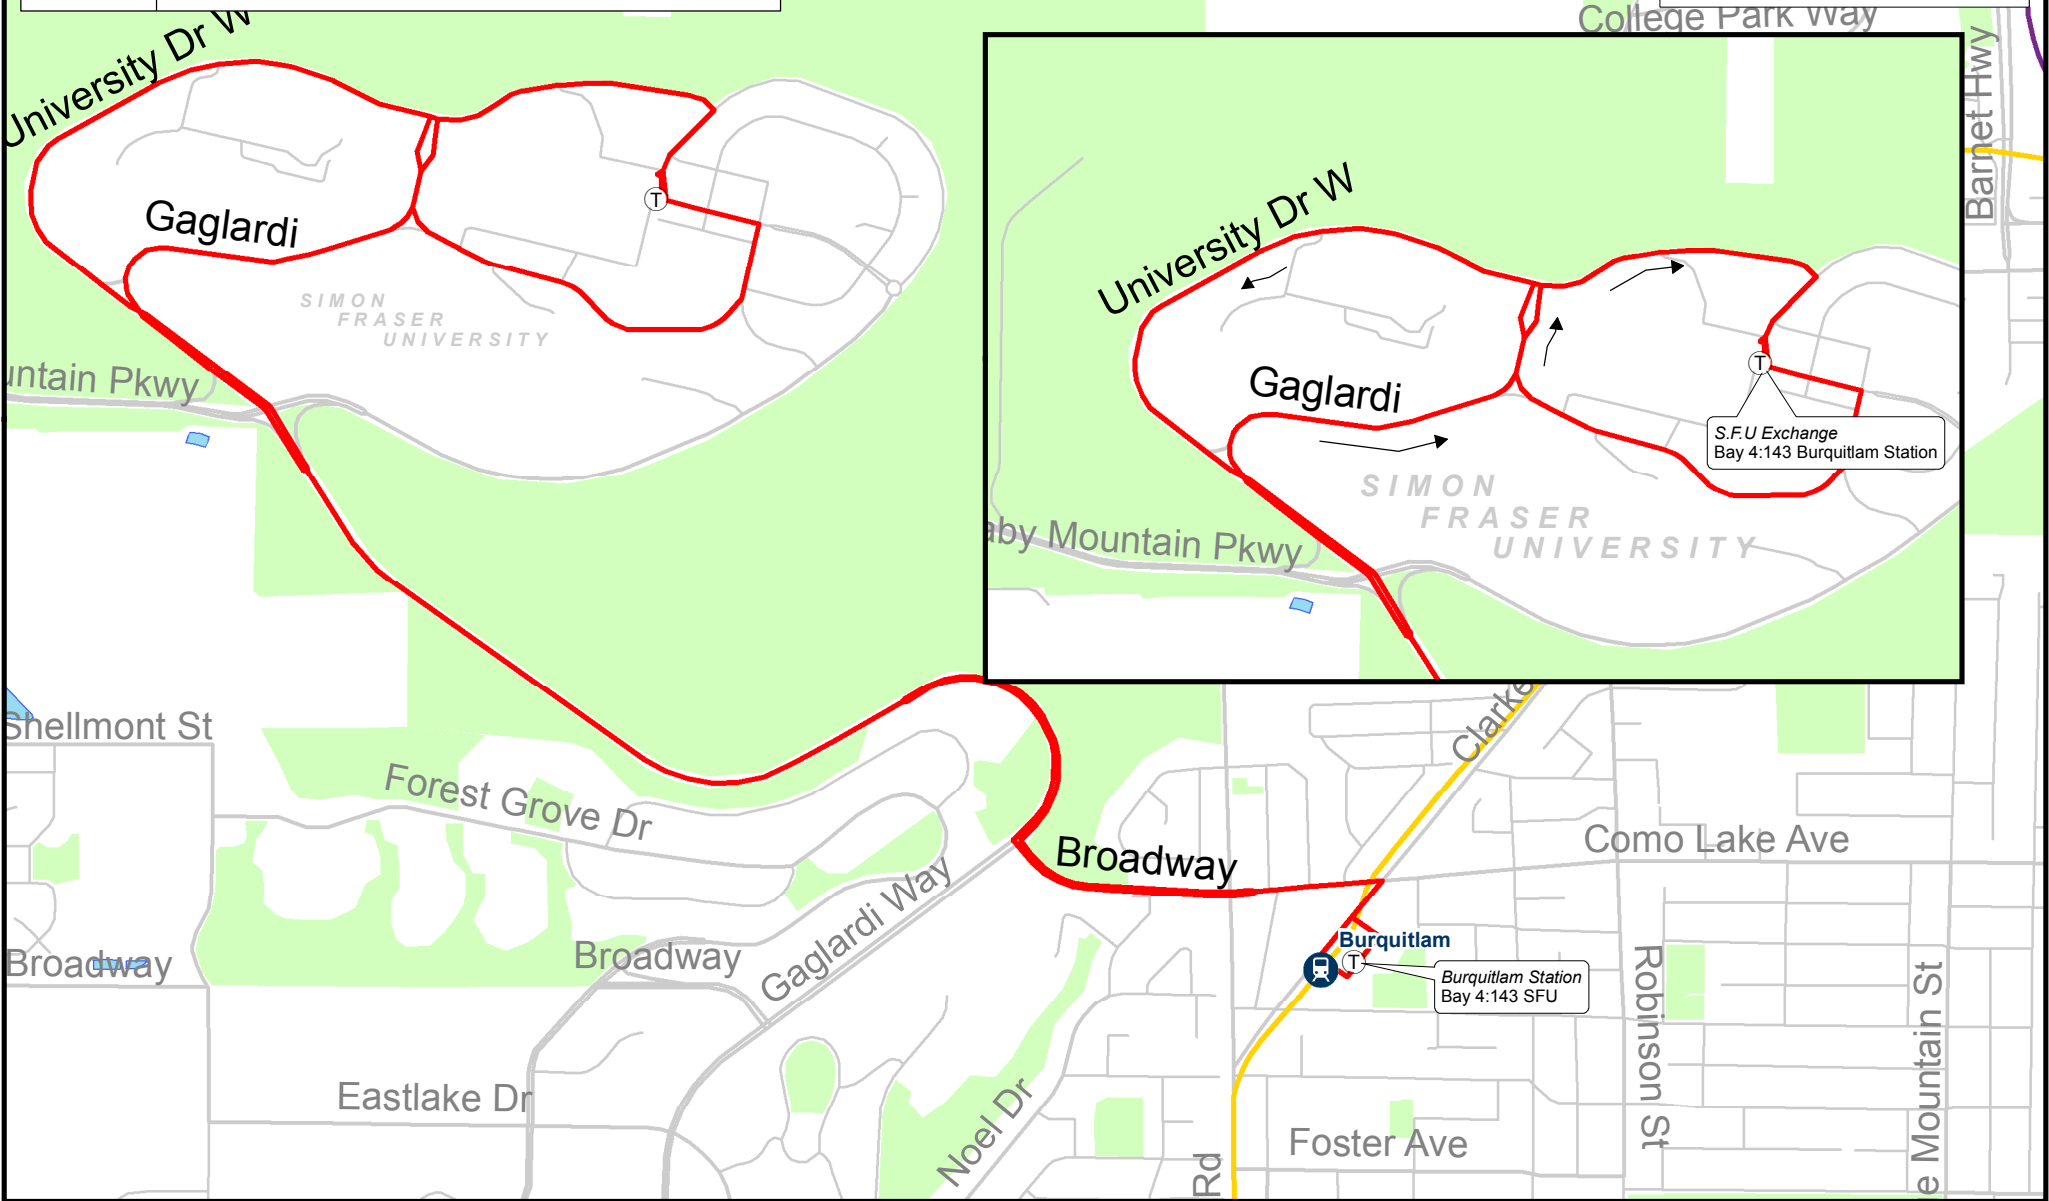 College Park Way
University Dr W
Barnet Hwy
University Dr W
Gaglardi
T
SIMON
FRASER
UNIVERSITY
Gaglardi
T
S.F.U Exchange
Bay 4:143 Burquitlam Station
SIMON
FRASER
UNIVERSITY
untain Pkwy
aby Mountain Pkwy
Shellmont St
Clarke
Forest Grove Dr
Broadway
Como Lake Ave
Gaglardi Way
Broadway
Broadway
Burquitlam
T
Burquitlam Station
Bay 4:143 SFU
Robinson St
e Mountain St
Eastlake Dr
Noel Dr
Rd
Foster Ave